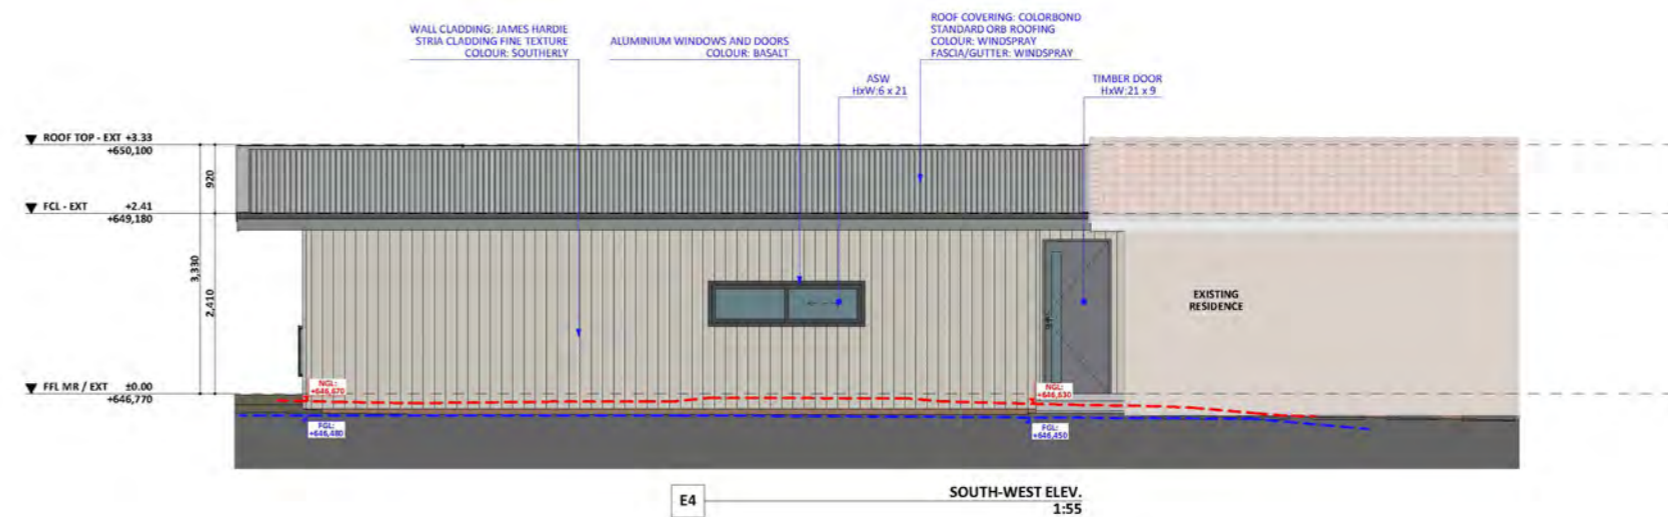 WALL CLADDING: JAMES HARDIE
STRIA CLADDING FINE TEXTURE
COLOUR: SOUTHERLY
ALUMINIUM WINDOWS AND DOORS
COLOUR: BASALT
ROOF COVERING: COLORBOND
STANDARD ORB ROOFING
COLOUR: WINDSPRAY
FASCIA/GUTTER: WINDSPRAY
ASW
HxW:6 x 21
TIMBER DOOR
HxW:21 x 9
ROOF TOP - EXT +3.33
+650,100
920
FCL - EXT +2.41
+649,180
3,330
2,410
EXISTING
RESIDENCE
FFL MR / EXT ±0.00
+646,770
NGL:
+646,670
NGL:
+646,630
FGL:
+646,480
FGL:
+646,450
E4
SOUTH-WEST ELEV.
1:55